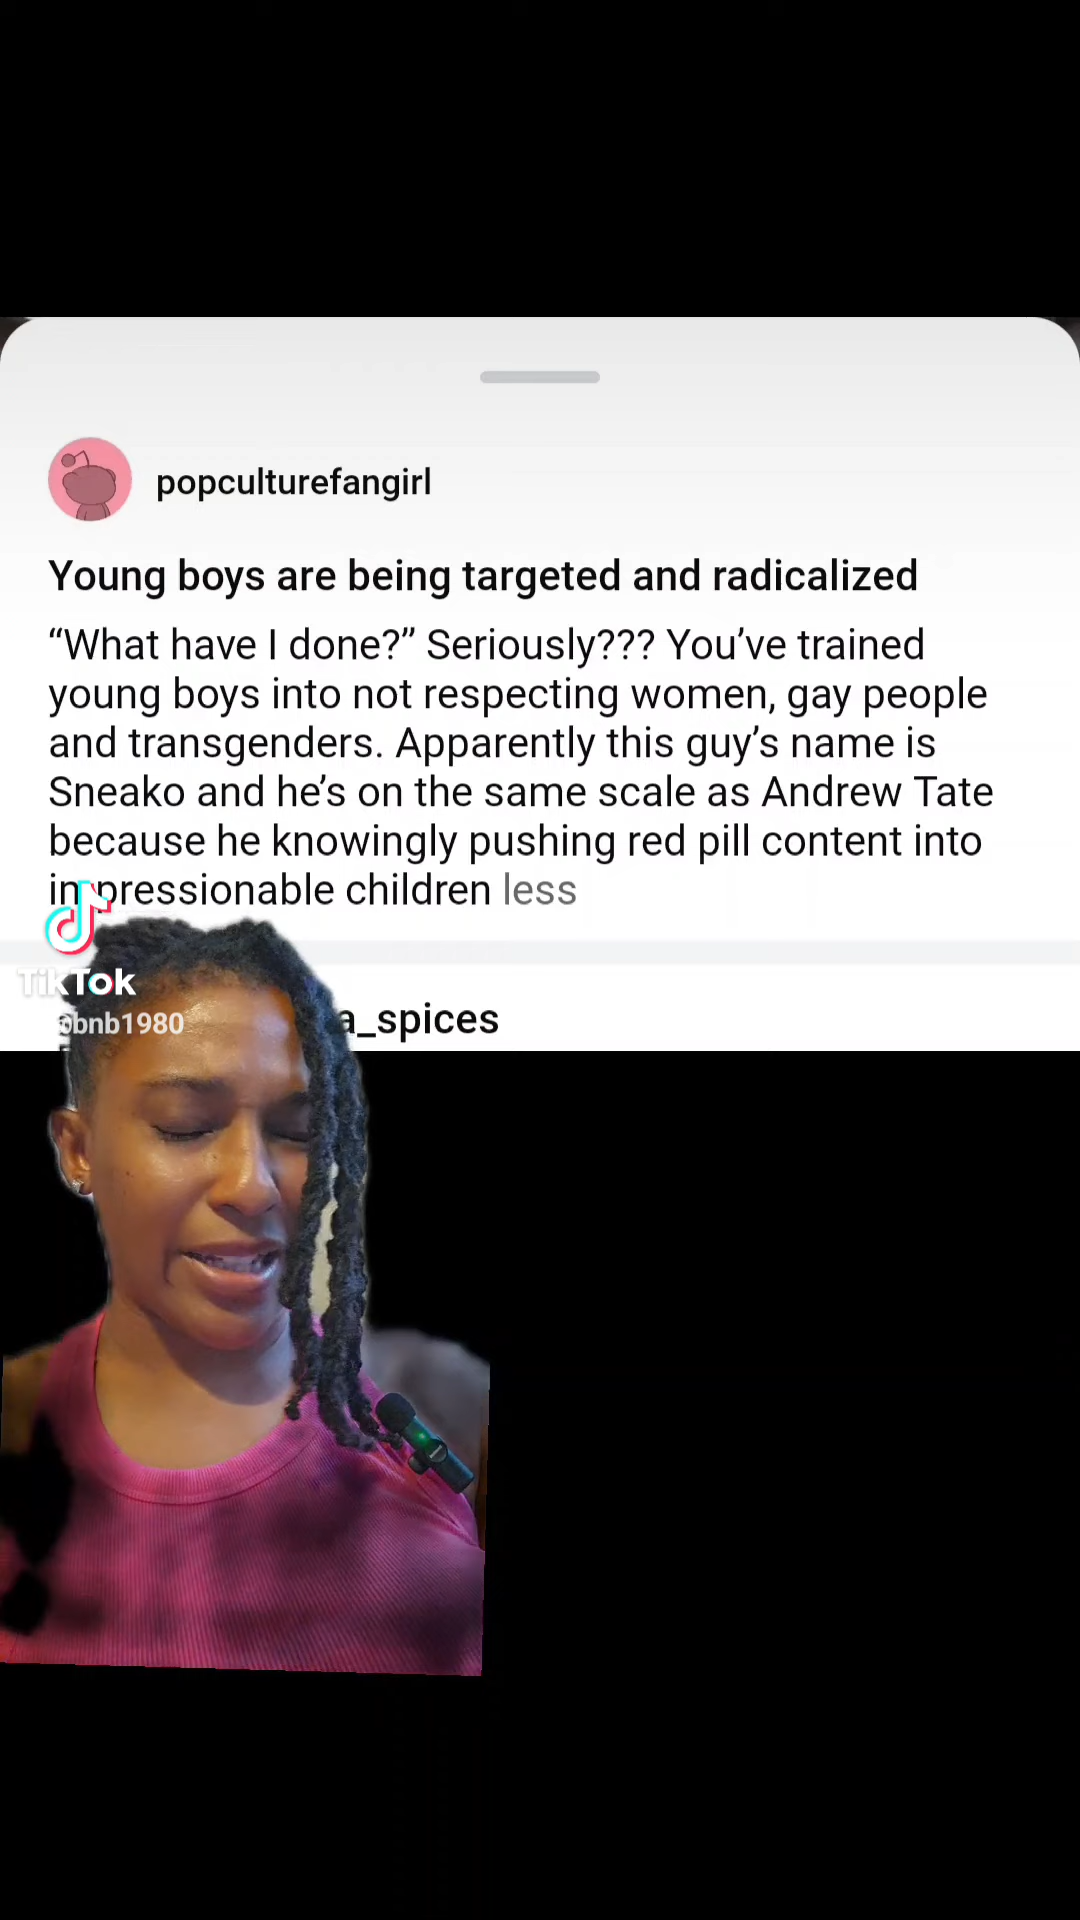 popculturefangirl
Young boys are being targeted and radicalized
“What have I done?” Seriously??? You’ve trained
young boys into not respecting women, gay people
and transgenders. Apparently this guy’s name is
Sneako and he’s on the same scale as Andrew Tate
because he knowingly pushing red pill content into
impressionable children less
TikTok
a_spices